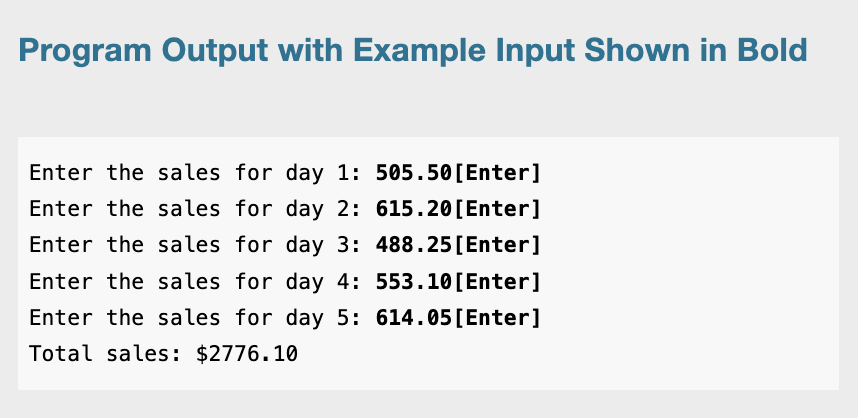 Program Output with Example Input Shown in Bold
Enter the sales for day 1: 505.50[Enter]
Enter the sales for day 2: 615.20[Enter]
Enter the sales for day 3: 488.25[Enter]
Enter the sales for day 4: 553.10[Enter]
Enter the sales for day 5: 614.05[Enter]
Total sales: $2776.10